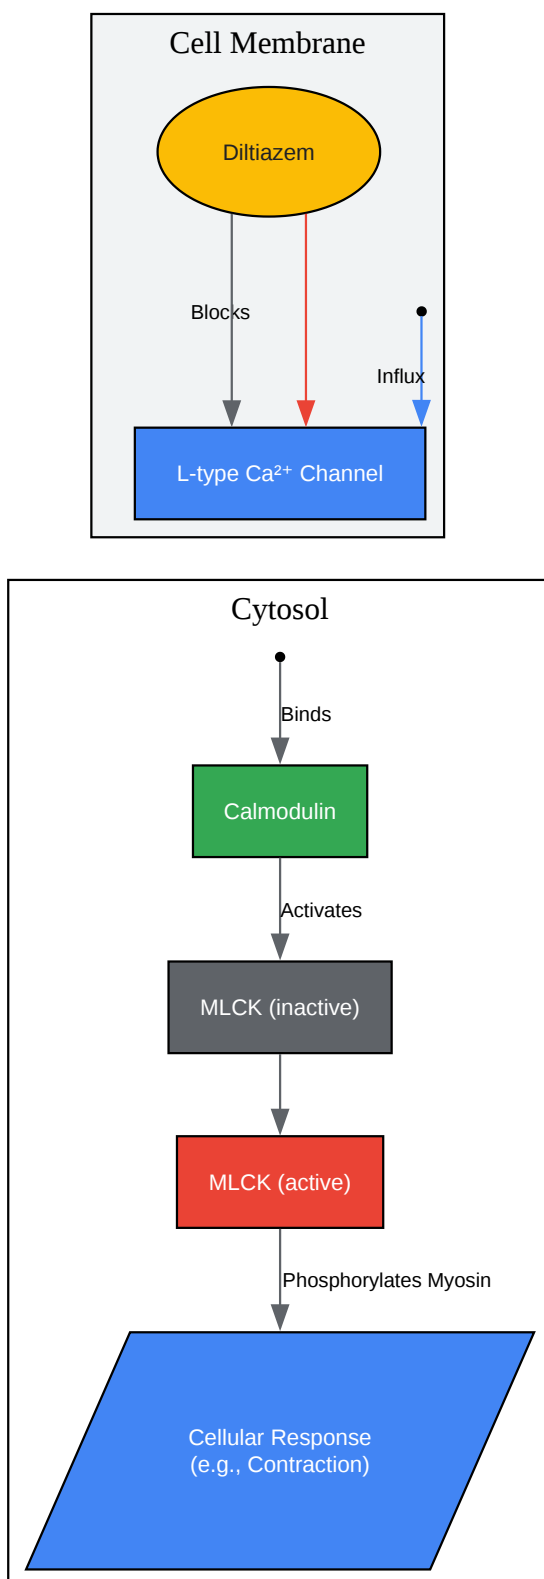 Cell Membrane
Diltiazem
Blocks
Influx
L-type Ca²⁺ Channel
Cytosol
Binds
Calmodulin
Activates
MLCK (inactive)
MLCK (active)
Phosphorylates Myosin
Cellular Response
(e.g., Contraction)